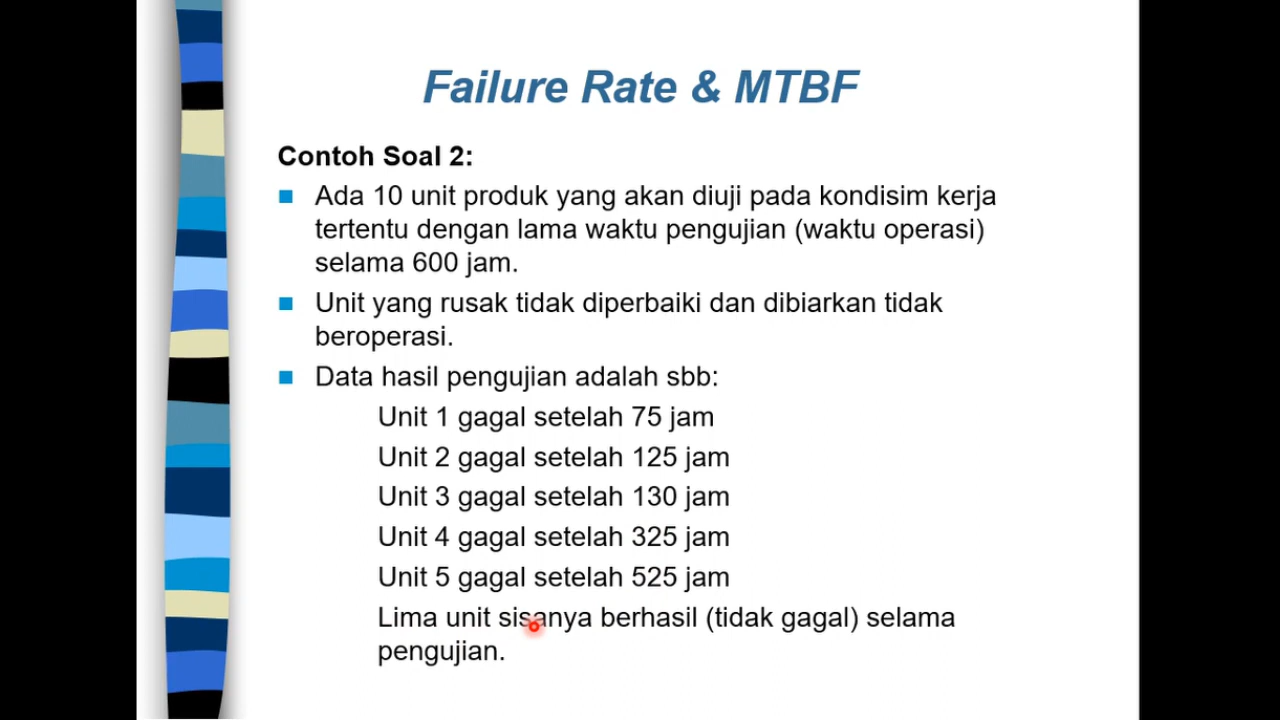 Failure Rate & MTBF
Contoh Soal 2:
Ada 10 unit produk yang akan diuji pada kondisim kerja
tertentu dengan lama waktu pengujian (waktu operasi)
selama 600 jam.
Unit yang rusak tidak diperbaiki dan dibiarkan tidak
beroperasi.
Data hasil pengujian adalah sbb:
Unit 1 gagal setelah 75 jam
Unit 2 gagal setelah 125 jam
Unit 3 gagal setelah 130 jam
Unit 4 gagal setelah 325 jam
Unit 5 gagal setelah 525 jam
Lima unit sisanya berhasil (tidak gagal) selama
pengujian.